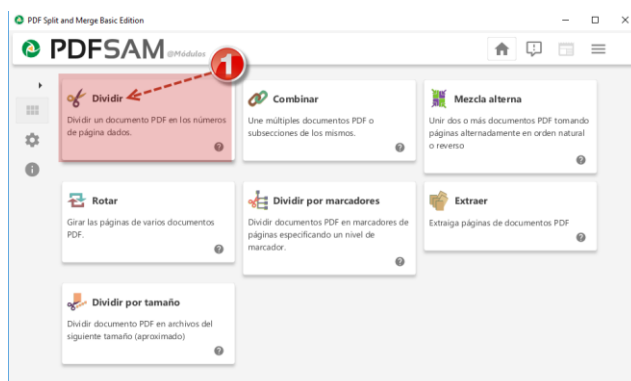 PDF Split and Merge Basic Edition
PDFSAM @Módulos
1
Dividir
Dividir un documento PDF en los números
de página dados.
Combinar
Une múltiples documentos PDF o
subsecciones de los mismos.
Mezcla alterna
Unir dos o más documentos PDF tomando
páginas alternadamente en orden natural
o reverso
Rotar
Girar las páginas de varios documentos
PDF.
Dividir por marcadores
Dividir documentos PDF en marcadores de
páginas especificando un nivel de
marcador.
Extraer
Extraiga páginas de documentos PDF
Dividir por tamaño
Dividir documento PDF en archivos del
siguiente tamaño (aproximado)